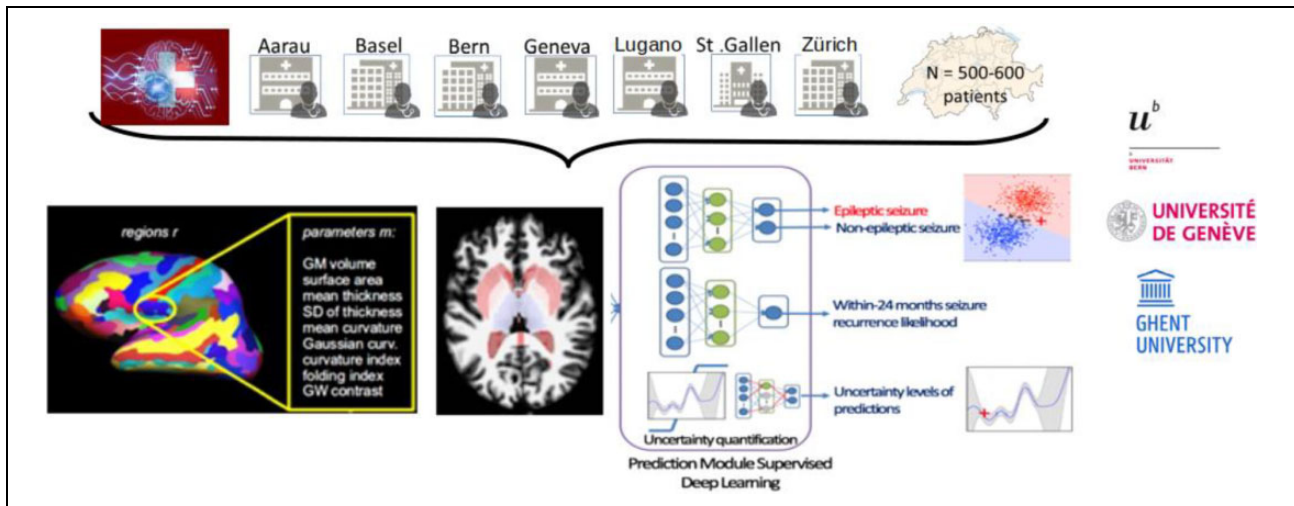 Aarau
Basel
Bern
Geneva
Lugano
St .Gallen
Zürich
N = 500-600
patients
u^b
UNIVERSITÄT
BERN
UNIVERSITÉ
DE GENÈVE
GHENT
UNIVERSITY
regions r
parameters m:
GM volume
surface area
mean thickness
SD of thickness
mean curvature
Gaussian curv.
curvature index
folding index
GW contrast
Epileptic seizure
Non-epileptic seizure
Within-24 months seizure
recurrence likelihood
Uncertainty levels of
predictions
Uncertainty quantification
Prediction Module Supervised
Deep Learning